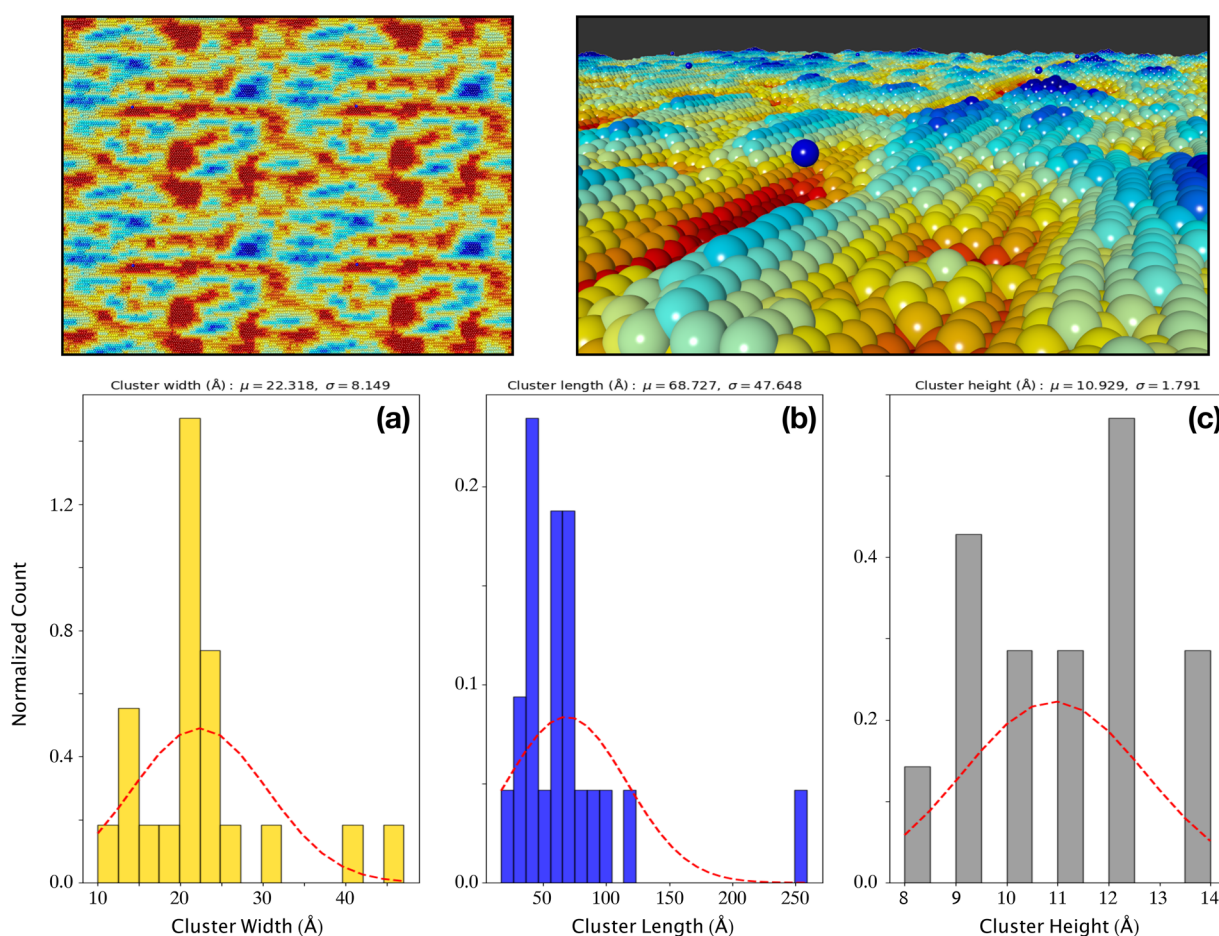 Cluster width (Å) : μ = 22.318, σ = 8.149
Cluster length (Å) : μ = 68.727, σ = 47.648
Cluster height (Å) : μ = 10.929, σ = 1.791
(a)
(b)
(c)
Normalized Count
1.2
0.8
0.4
0.0
0.2
0.1
0.0
0.4
0.2
0.0
10 20 30 40
50 100 150 200 250
8 9 10 11 12 13 14
Cluster Width (Å)
Cluster Length (Å)
Cluster Height (Å)